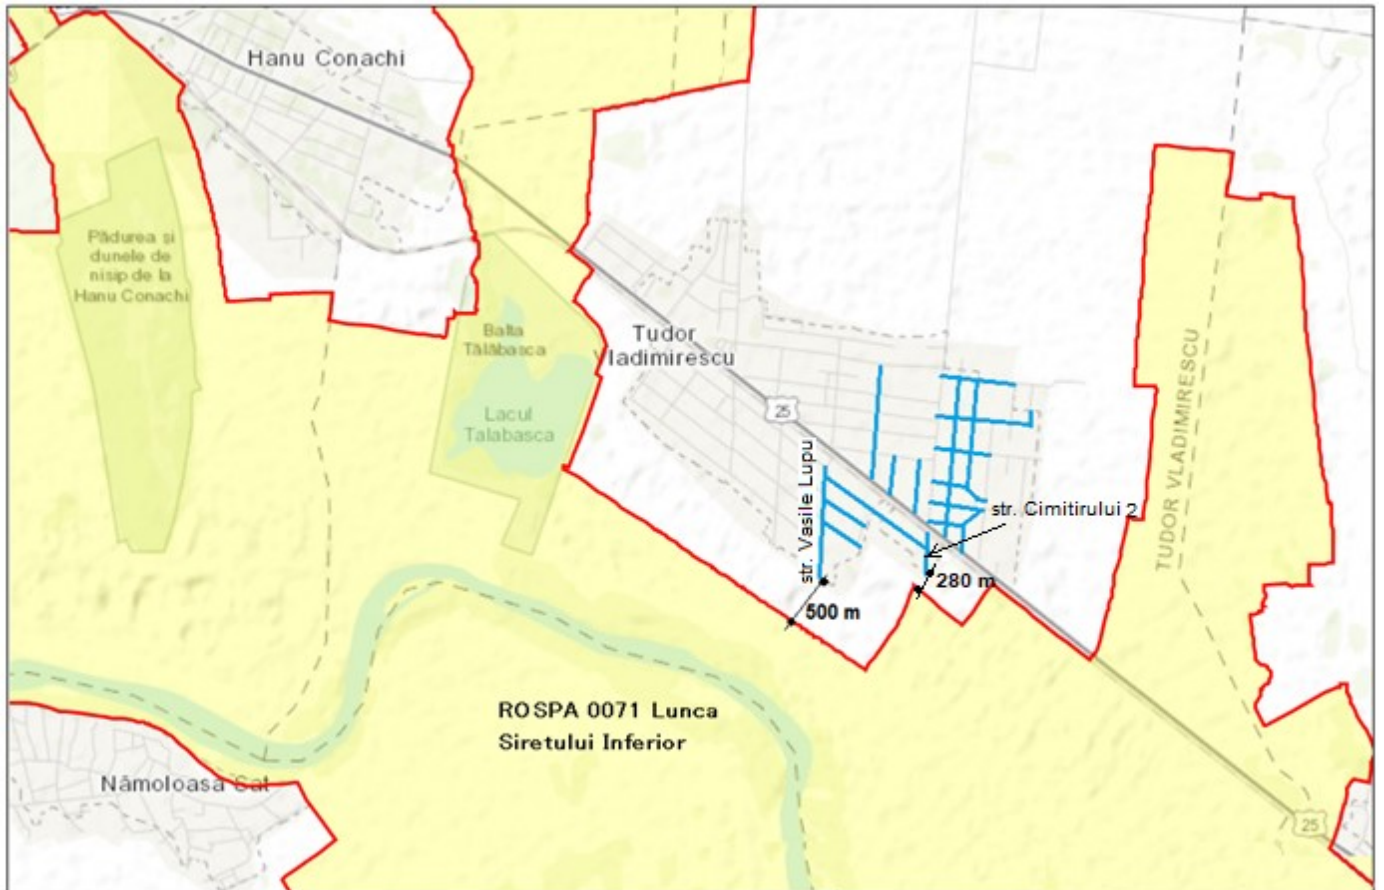 Hanu Conachi
Pădurea și
dunele de
nisip de la
Hanu Conachi
Balta
Tălăbasca
Lacul
Talabasca
Tudor
ladimirescu
25
str. Vasile Lupu
str. Cimitirului 2
280 m
500 m
TUDOR VLADIMIRESCU
ROSPA 0071 Lunca
Siretului Inferior
Nămoloasa Sat
25